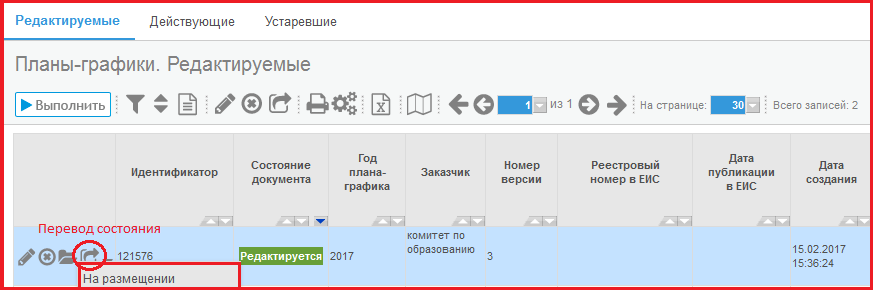 Редактируемые Действующие Устаревшие
Планы-графики. Редактируемые
Выполнить 1 из 1 На странице: 30 Всего записей: 2
Идентификатор
Состояние
документа
Год
плана-
графика
Заказчик
Номер
версии
Реестровый
номер в ЕИС
Дата
публикации
в ЕИС
Дата
создания
Перевод состояния
121576 Редактируется 2017
комитет по
образованию
3
15.02.2017
15:36:24
На размещении